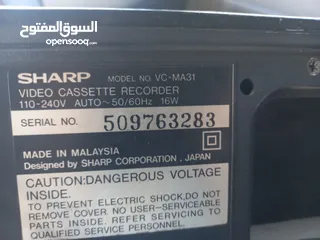 السوق المفتوح
opensooq.com
SHARP MODEL NO. VC-MA31
VIDEO CASSETTE RECORDER
110-240V AUTO~50/60Hz 16W
SERIAL NO. 509763283
MADE IN MALAYSIA
Designed by SHARP CORPORATION, JAPAN
CAUTION:DANGEROUS VOLTAGE
INSIDE.
TO PREVENT ELECTRIC SHOCK,DO NOT
REMOVE COVER. NO USER-SERVICEABLE
PARTS INSIDE. REFER SERVICING TO
QUALIFIED SERVICE PERSONNEL.